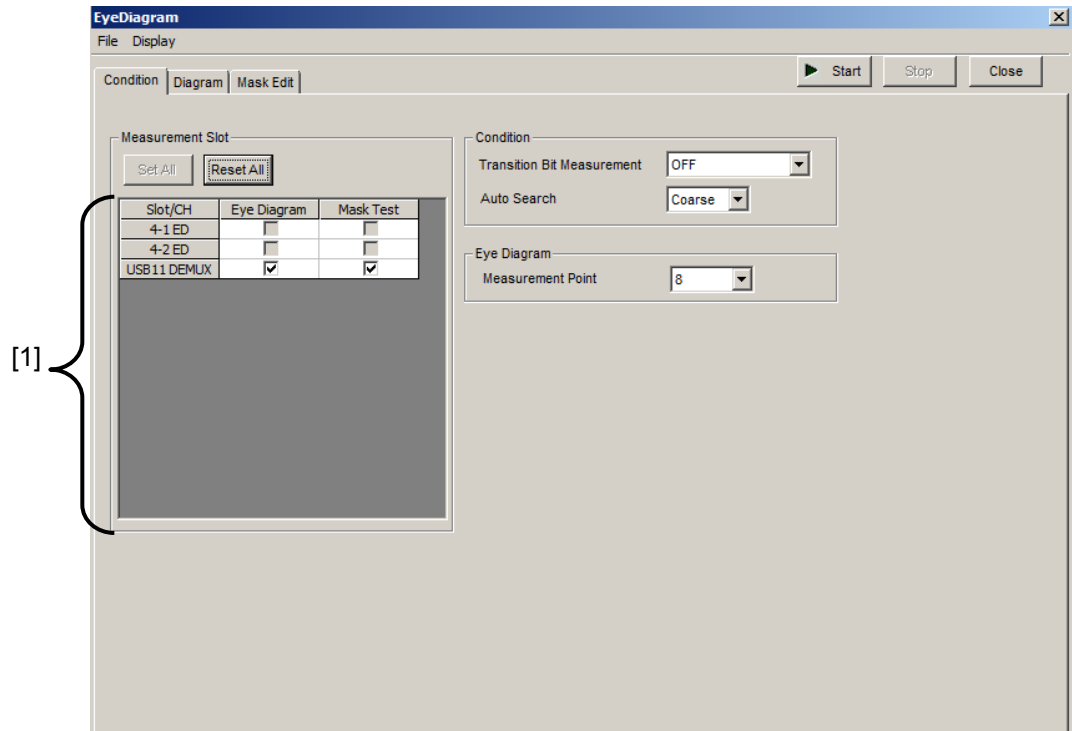 EyeDiagram
File Display
Start Stop Close
Condition Diagram Mask Edit
Measurement Slot
Set All Reset All
Slot/CH Eye Diagram Mask Test
4-1 ED
4-2 ED
USB11 DEMUX
[1]
Condition
Transition Bit Measurement OFF
Auto Search Coarse
Eye Diagram
Measurement Point 8